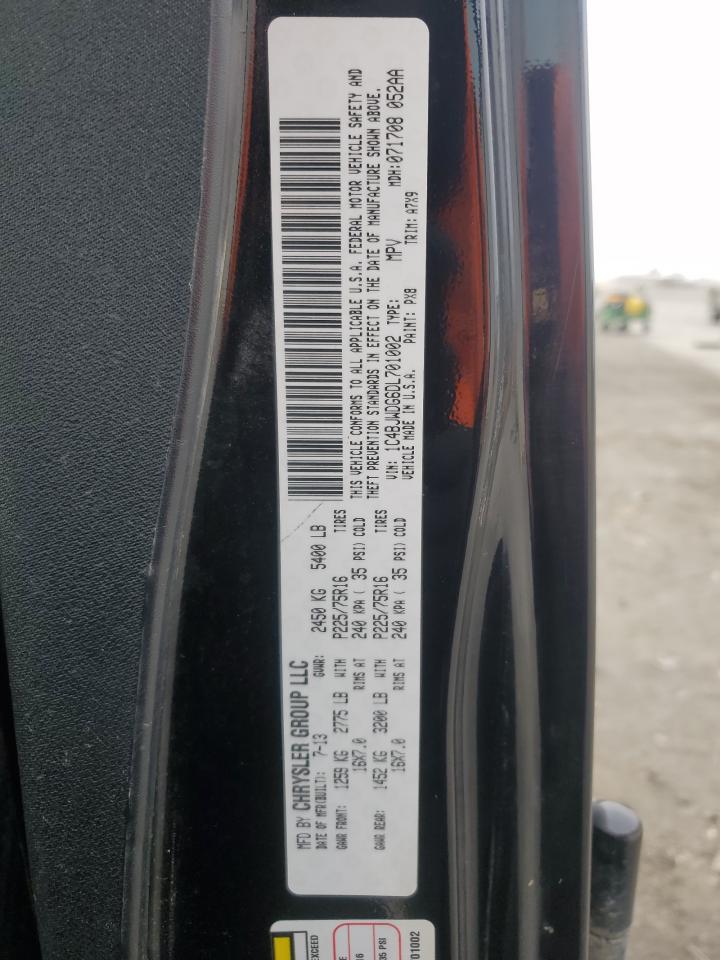 MFD BY CHRYSLER GROUP LLC
DATE OF MFR(BUILT): 7-13 GVWR: 2450 KG 5400 LB
GAWR FRONT: 1259 KG 2775 LB WITH P225/75R16 TIRES
16X7.0 RIMS AT 240 KPA( 35 PSI) COLD
GAWR REAR: 1452 KG 3200 LB WITH P225/75R16 TIRES
16X7.0 RIMS AT 240 KPA( 35 PSI) COLD
THIS VEHICLE CONFORMS TO ALL APPLICABLE U.S.A. FEDERAL MOTOR VEHICLE SAFETY AND
THEFT PREVENTION STANDARDS IN EFFECT ON THE DATE OF MANUFACTURE SHOWN ABOVE.
VIN: 1C4BJWDG6DL701002 TYPE: MPV MDH:071708 052AA
VEHICLE MADE IN U.S.A. PAINT: PX8 TRIM: A7X9
EXCEED
35 PSI
01002